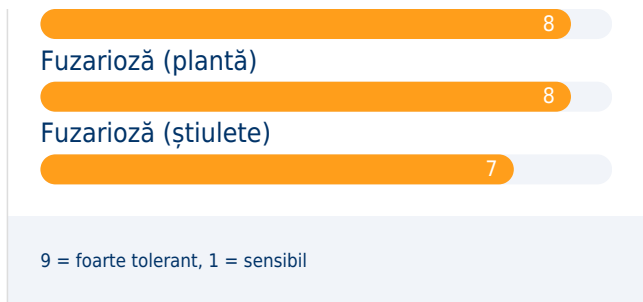 8
Fuzarioză (plantă)
8
Fuzarioză (știulete)
7
9 = foarte tolerant, 1 = sensibil